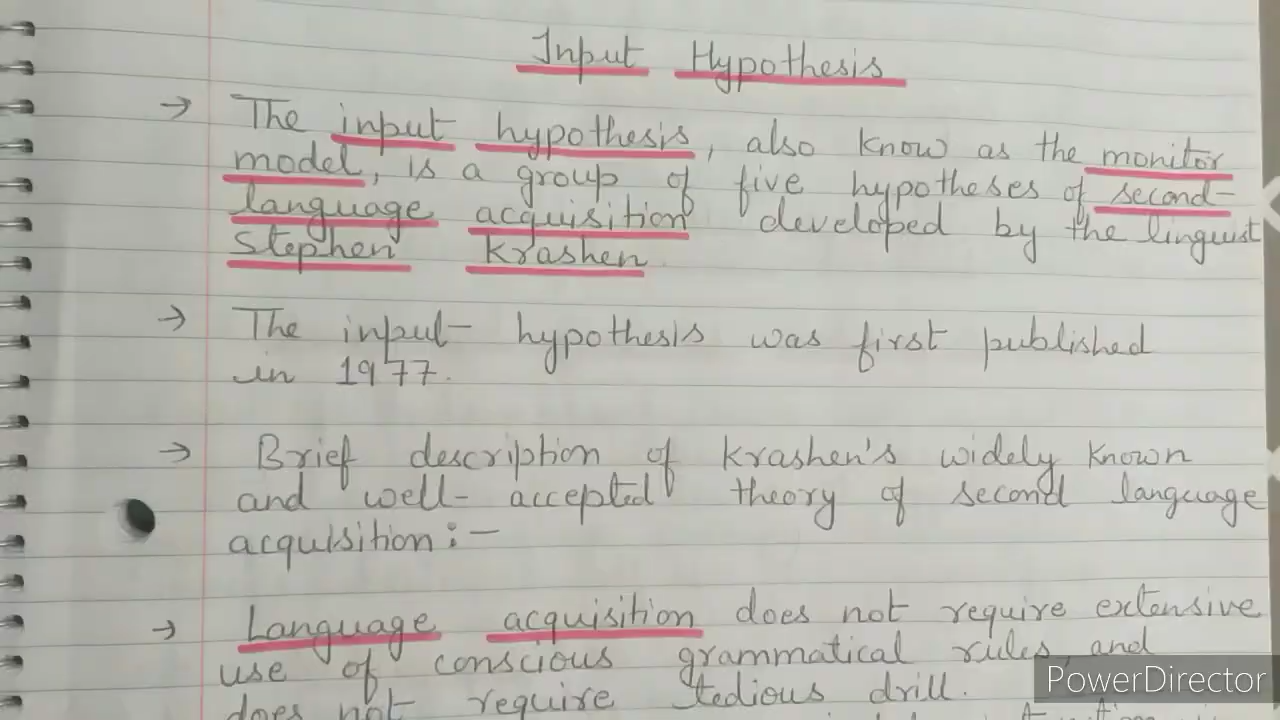 Input Hypothesis
→ The input hypothesis, also know as the monitor
model, is a group of five hypotheses of second-
language acquisition developed by the linguist
Stephen Krashen.
→ The input- hypothesis was first published
in 1977.
→ Brief description of Krashen's widely known
and well- accepted theory of second language
acquisition:-
→ Language acquisition does not require extensive
use of conscious grammatical rules, and
does not require tedious drill.
PowerDirector